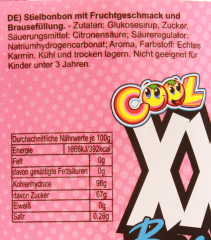 DE) Stielbonbon mit Fruchtgeschmack und
Brausefüllung. - Zutaten: Glukosesirup, Zucker,
Säuerungsmittel: Citronensäure; Säureregulator:
Natriumhydrogencarbonat; Aroma, Farbstoff: Echtes
Karmin. Kühl und trocken lagern. Nicht geeignet für
Kinder unter 3 Jahren.
COOL
XX
Durchschnittliche Nährwerte je 100g
Energie 1666kJ/392kcal
Fett 0g
davon gesättigte Fettsäuren 0g
Kohlenhydrate 98g
davon Zucker 67g
Eiweiß 0g
Salz 0,26g